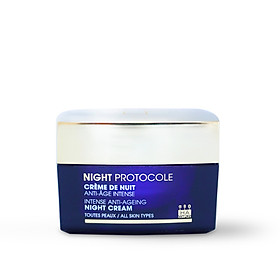 NIGHT PROTOCOLE
CRÈME DE NUIT
ANTI-ÂGE INTENSE
INTENSE ANTI-AGEING
NIGHT CREAM
TOUTES PEAUX / ALL SKIN TYPES